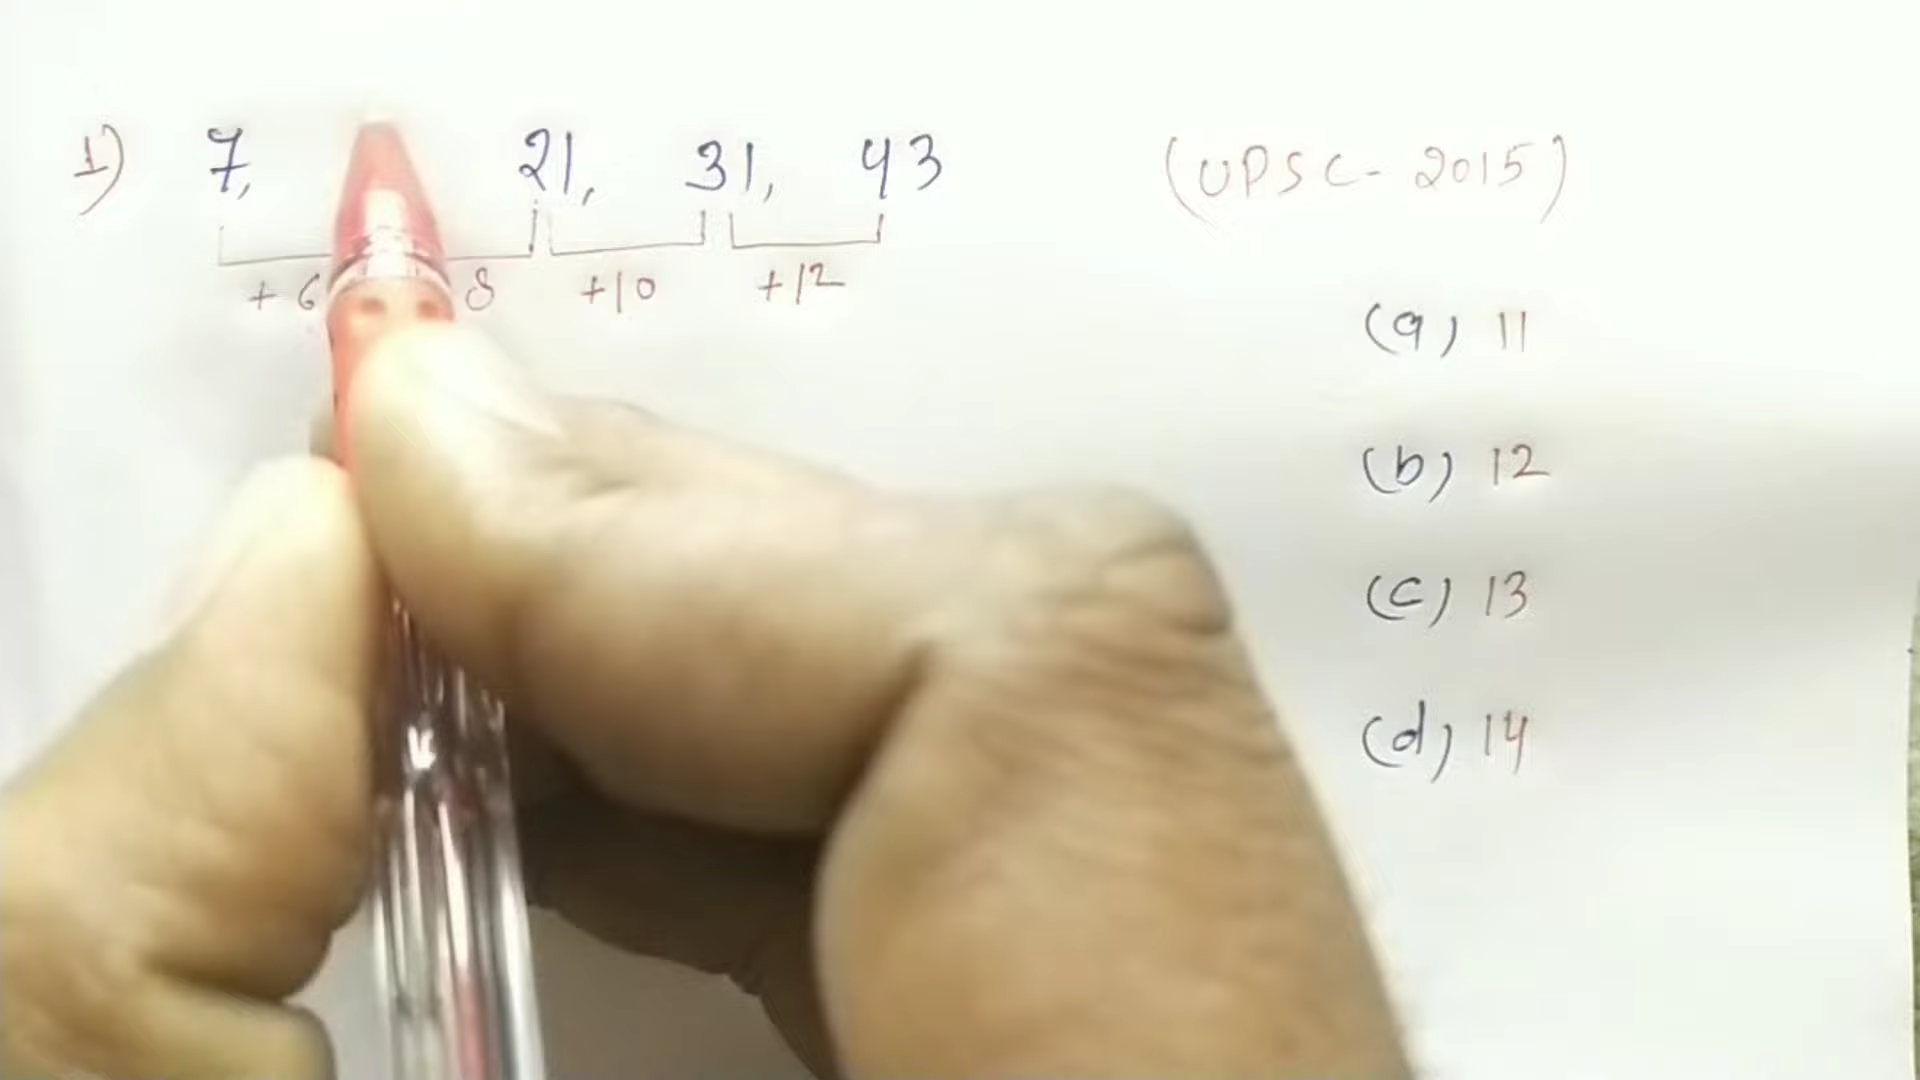 1) 7, 21, 31, 43 (UPSC- 2015)
+6 8 +10 +12
(a) 11
(b) 12
(c) 13
(d) 14